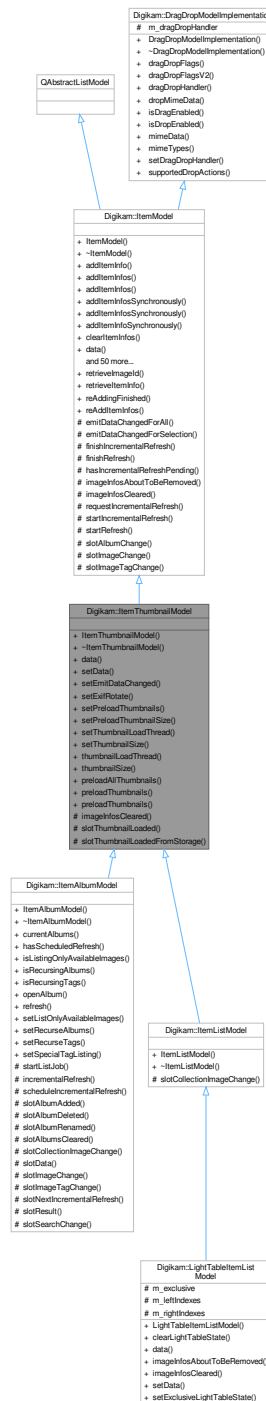 Digikam::DragDropModelImplementatio
# m_dragDropHandler
+ DragDropModelImplementation()
+ ~DragDropModelImplementation()
+ dragDropFlags()
+ dragDropFlagsV2()
+ dragDropHandler()
+ dropMimeData()
+ isDragEnabled()
+ isDropEnabled()
+ mimeData()
+ mimeTypes()
+ setDragDropHandler()
+ supportedDropActions()
QAbstractListModel
Digikam::ItemModel
+ ItemModel()
+ ~ItemModel()
+ addItemInfo()
+ addItemInfos()
+ addItemInfos()
+ addItemInfosSynchronously()
+ addItemInfosSynchronously()
+ addItemInfoSynchronously()
+ clearItemInfos()
+ data()
and 50 more...
+ retrieveImageId()
+ retrieveItemInfo()
+ reAddingFinished()
+ reAddItemInfos()
# emitDataChangedForAll()
# emitDataChangedForSelection()
# finishIncrementalRefresh()
# finishRefresh()
# hasIncrementalRefreshPending()
# imageInfosAboutToBeRemoved()
# imageInfosCleared()
# requestIncrementalRefresh()
# startIncrementalRefresh()
# startRefresh()
# slotAlbumChange()
# slotImageChange()
# slotImageTagChange()
Digikam::ItemThumbnailModel
+ ItemThumbnailModel()
+ ~ItemThumbnailModel()
+ data()
+ setData()
+ setEmitDataChanged()
+ setExifRotate()
+ setPreloadThumbnails()
+ setPreloadThumbnailSize()
+ setThumbnailLoadThread()
+ setThumbnailSize()
+ thumbnailLoadThread()
+ thumbnailSize()
+ preloadAllThumbnails()
+ preloadThumbnails()
+ preloadThumbnails()
# imageInfosCleared()
# slotThumbnailLoaded()
# slotThumbnailLoadedFromStorage()
Digikam::ItemAlbumModel
+ ItemAlbumModel()
+ ~ItemAlbumModel()
+ currentAlbums()
+ hasScheduledRefresh()
+ isListingOnlyAvailableImages()
+ isRecursingAlbums()
+ isRecursingTags()
+ openAlbum()
+ refresh()
+ setListOnlyAvailableImages()
+ setRecurseAlbums()
+ setRecurseTags()
+ setSpecialTagListing()
# startListJob()
# incrementalRefresh()
# scheduleIncrementalRefresh()
# slotAlbumAdded()
# slotAlbumDeleted()
# slotAlbumRenamed()
# slotAlbumsCleared()
# slotCollectionImageChange()
# slotData()
# slotImageChange()
# slotImageTagChange()
# slotNextIncrementalRefresh()
# slotResult()
# slotSearchChange()
Digikam::ItemListModel
+ ItemListModel()
+ ~ItemListModel()
# slotCollectionImageChange()
Digikam::LightTableItemList
Model
# m_exclusive
# m_leftIndexes
# m_rightIndexes
+ LightTableItemListModel()
+ clearLightTableState()
+ data()
+ imageInfosAboutToBeRemoved()
+ imageInfosCleared()
+ setData()
+ setExclusiveLightTableState()